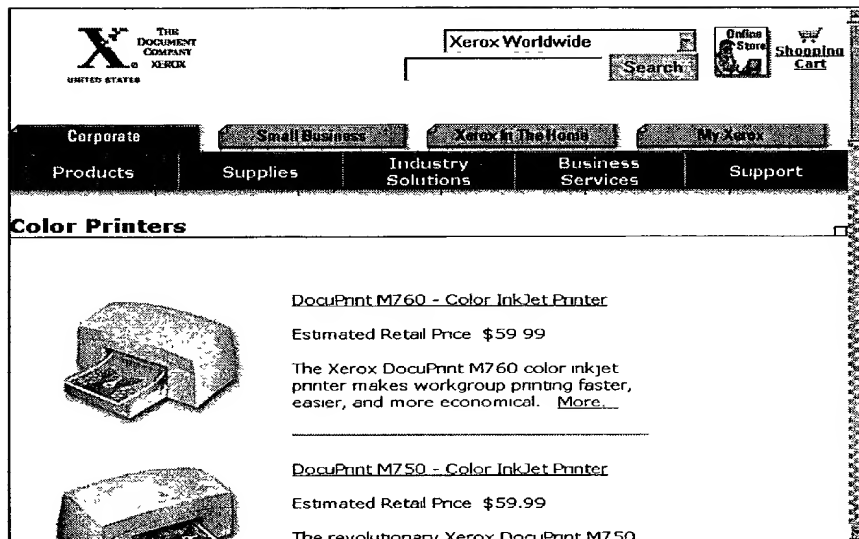 THE
DOCUMENT
COMPANY
XEROX
UNITED STATES
Xerox Worldwide
Search
Online
Store
Shopping
Cart
Corporate
Small Business
Xerox In The Home
My Xerox
Products
Supplies
Industry
Solutions
Business
Services
Support
Color Printers
DocuPrint M760 - Color InkJet Printer
Estimated Retail Price $59 99
The Xerox DocuPrint M760 color inkjet
printer makes workgroup printing faster,
easier, and more economical. More.
DocuPrint M750 - Color InkJet Printer
Estimated Retail Price $59.99
The revolutionary Xerox DocuPrint M750